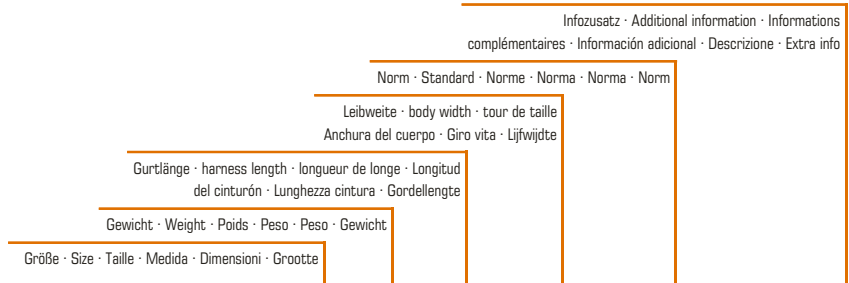 Infozusatz · Additional information · Informations
complémentaires · Información adicional · Descrizione · Extra info
Norm · Standard · Norme · Norma · Norma · Norm
Leibweite · body width · tour de taille
Anchura del cuerpo · Giro vita · Lijfwijdte
Gurtlänge · harness length · longueur de longe · Longitud
del cinturón · Lunghezza cintura · Gordellengte
Gewicht · Weight · Poids · Peso · Peso · Gewicht
Größe · Size · Taille · Medida · Dimensioni · Grootte